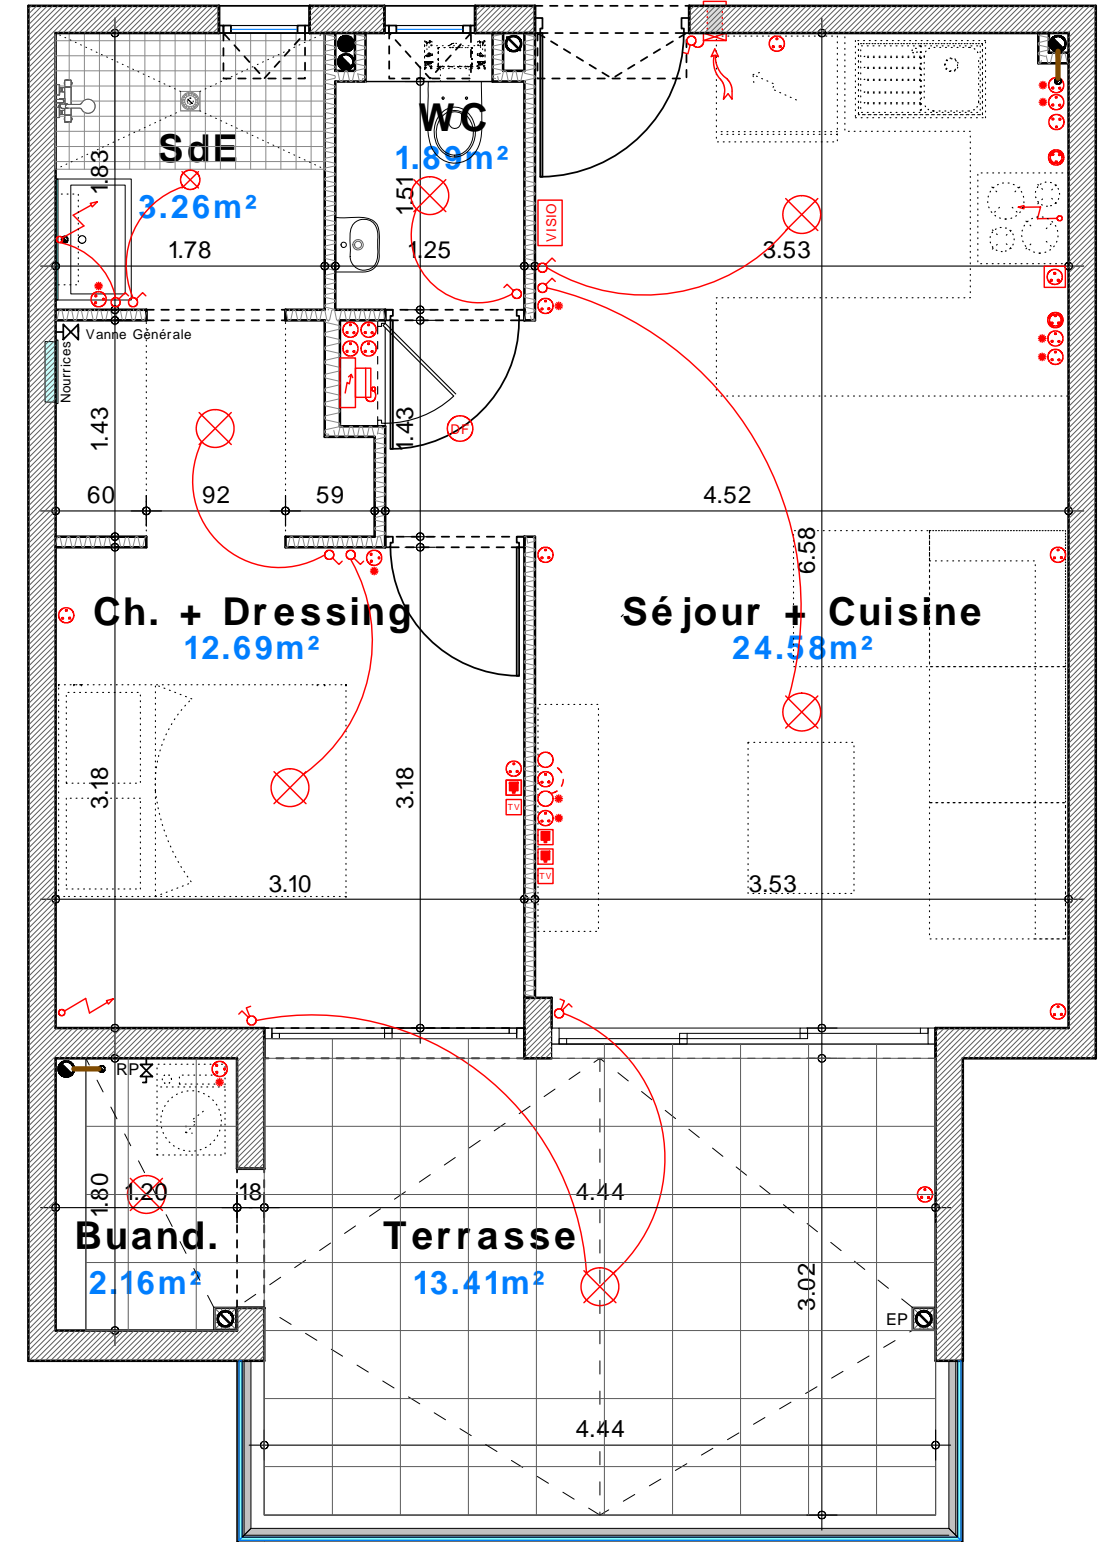 WC
SdE
1.89m²
1.83
3.26m²
1.51
VISIO
1.78
1.25
3.53
Vanne Générale
Nourrices
1.43
1.43
DF
60
92
59
4.52
6.58
Ch. + Dressing
12.69m²
Séjour + Cuisine
24.58m²
3.18
3.18
TV
TV
3.10
3.53
RP
1.80
1.20
18
4.44
Buand.
2.16m²
Terrasse
13.41m²
3.02
EP
4.44